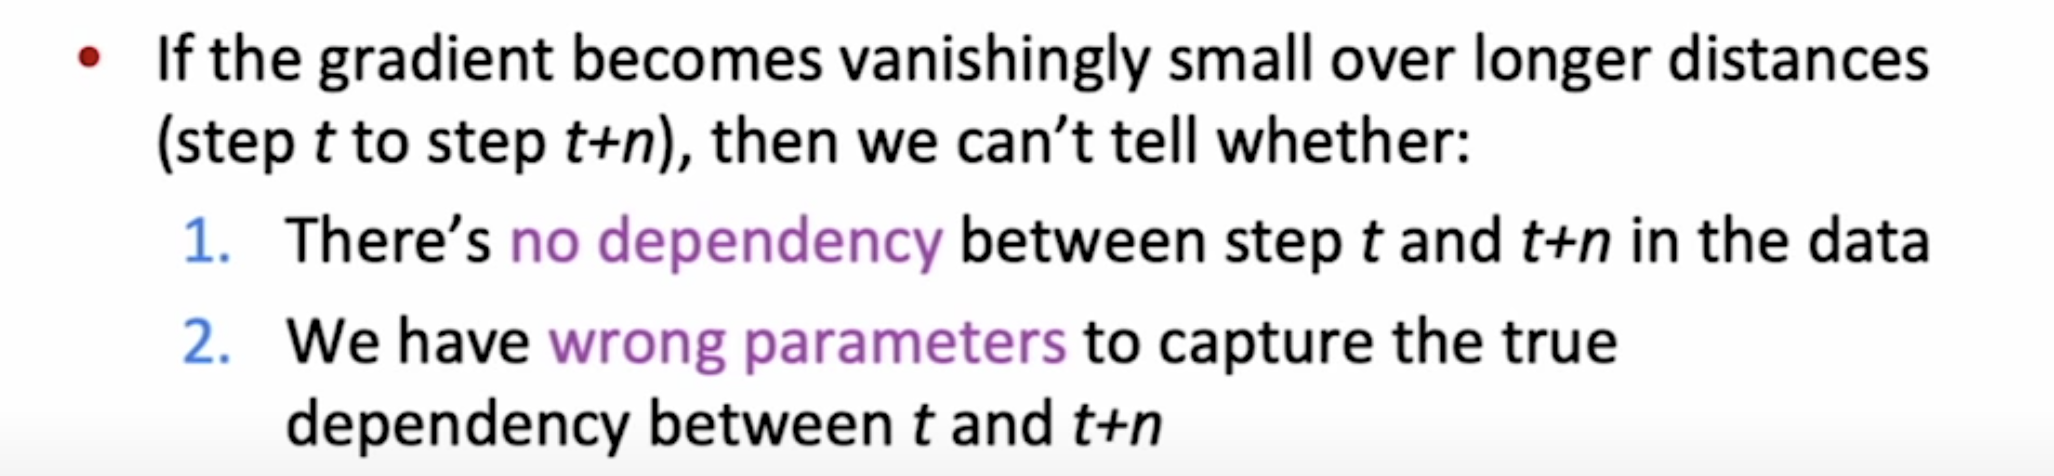 • If the gradient becomes vanishingly small over longer distances
(step t to step t+n), then we can't tell whether:
1. There's no dependency between step t and t+n in the data
2. We have wrong parameters to capture the true
dependency between t and t+n